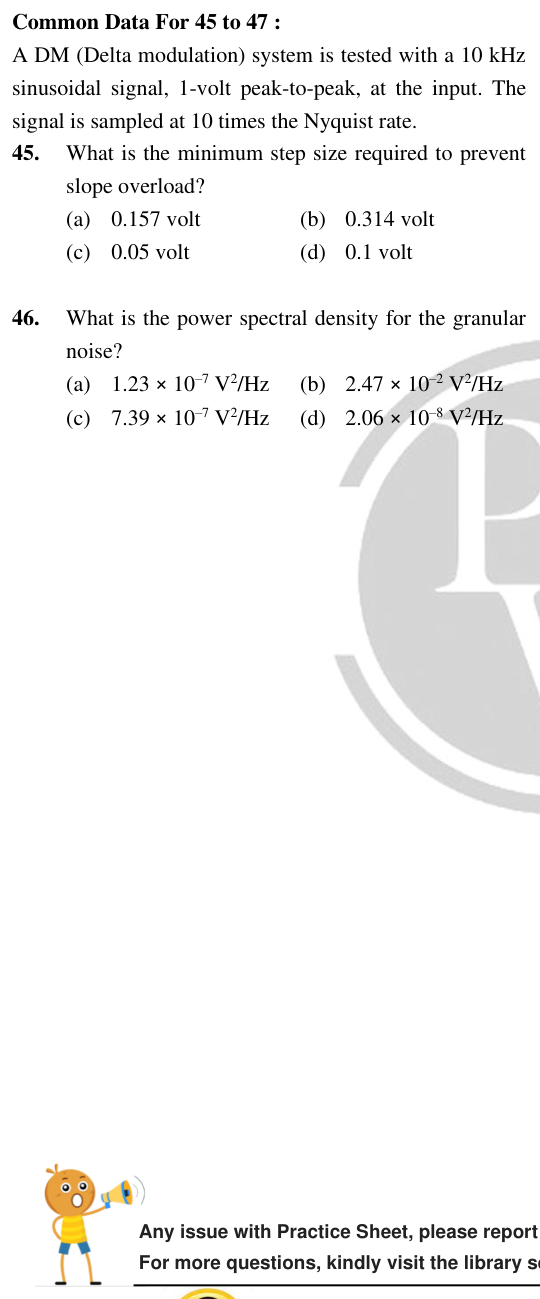 Common Data For 45 to 47 :
A DM (Delta modulation) system is tested with a 10 kHz
sinusoidal signal, 1-volt peak-to-peak, at the input. The
signal is sampled at 10 times the Nyquist rate.
45. What is the minimum step size required to prevent
slope overload?
(a) 0.157 volt (b) 0.314 volt
(c) 0.05 volt (d) 0.1 volt
46. What is the power spectral density for the granular
noise?
(a) 1.23 × 10⁻⁷ V²/Hz (b) 2.47 × 10⁻² V²/Hz
(c) 7.39 × 10⁻⁷ V²/Hz (d) 2.06 × 10⁻⁸ V²/Hz
Any issue with Practice Sheet, please report
For more questions, kindly visit the library